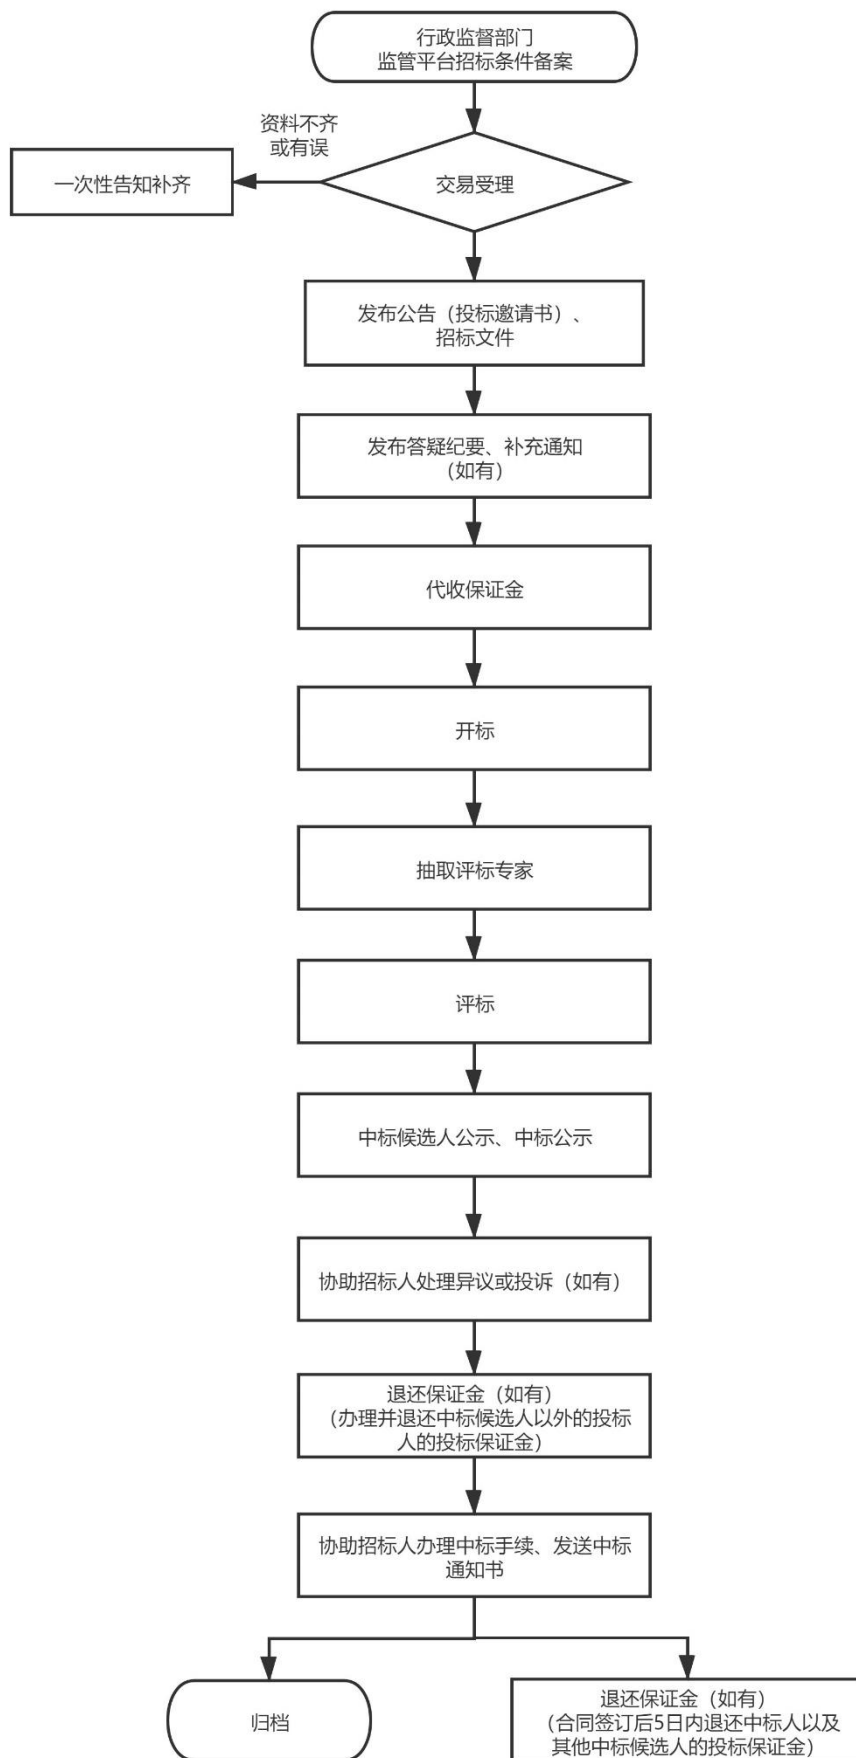 行政监督部门
监管平台招标条件备案
资料不齐
或有误
一次性告知补齐
交易受理
发布公告（投标邀请书）、
招标文件
发布答疑纪要、补充通知
（如有）
代收保证金
开标
抽取评标专家
评标
中标候选人公示、中标公示
协助招标人处理异议或投诉（如有）
退还保证金（如有）
（办理并退还中标候选人以外的投标
人的投标保证金）
协助招标人办理中标手续、发送中标
通知书
归档
退还保证金（如有）
（合同签订后5日内退还中标人以及
其他中标候选人的投标保证金）